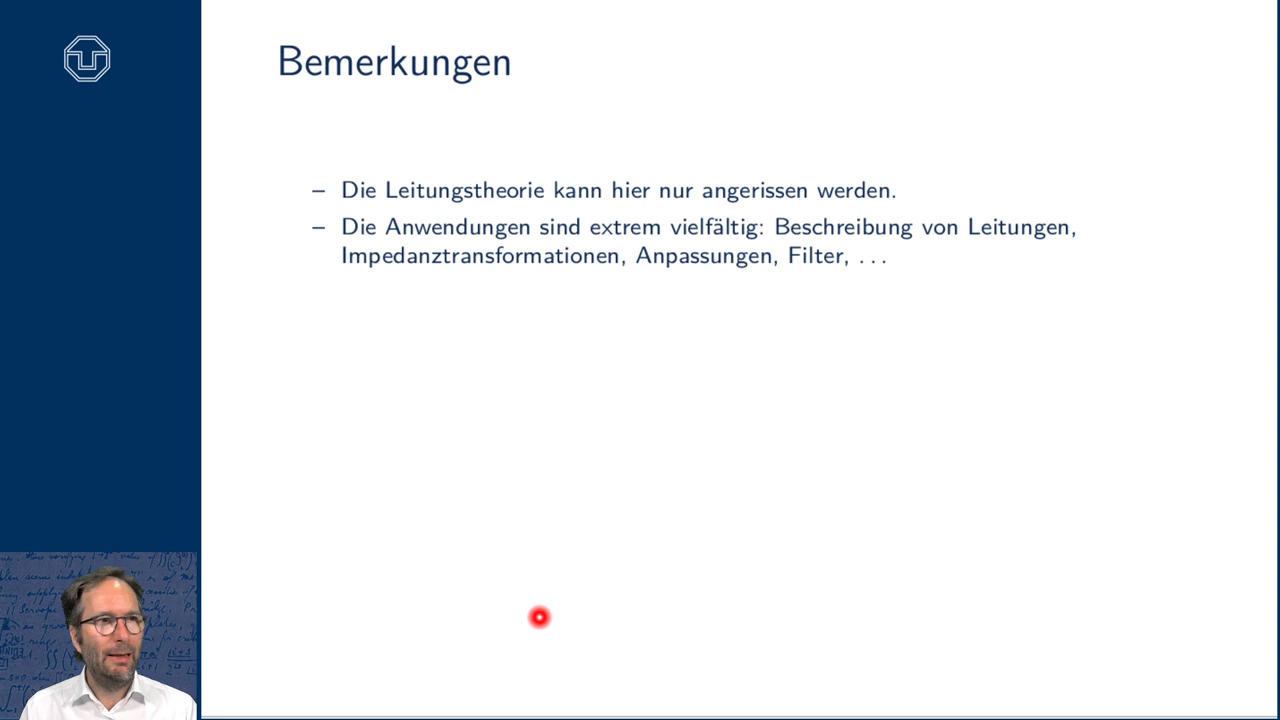 Bemerkungen
– Die Leitungstheorie kann hier nur angerissen werden.
– Die Anwendungen sind extrem vielfältig: Beschreibung von Leitungen,
Impedanztransformationen, Anpassungen, Filter, . . .